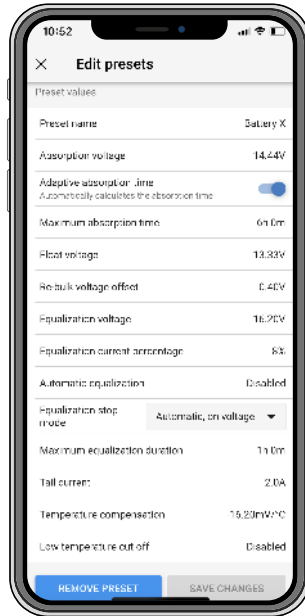 10:52
Edit presets
Preset values
Preset name Battery X
Absorption voltage 14.44V
Adaptive absorption time
Automatically calculates the absorption time
Maximum absorption time 6h 0m
Float voltage 13.33V
Re-bulk voltage offset 0.40V
Equalization voltage 16.20V
Equalization current percentage 8%
Automatic equalization Disabled
Equalization stop mode Automatic, on voltage
Maximum equalization duration 1h 0m
Tail current 2.0A
Temperature compensation 16.20mV/°C
Low temperature cut off Disabled
REMOVE PRESET SAVE CHANGES